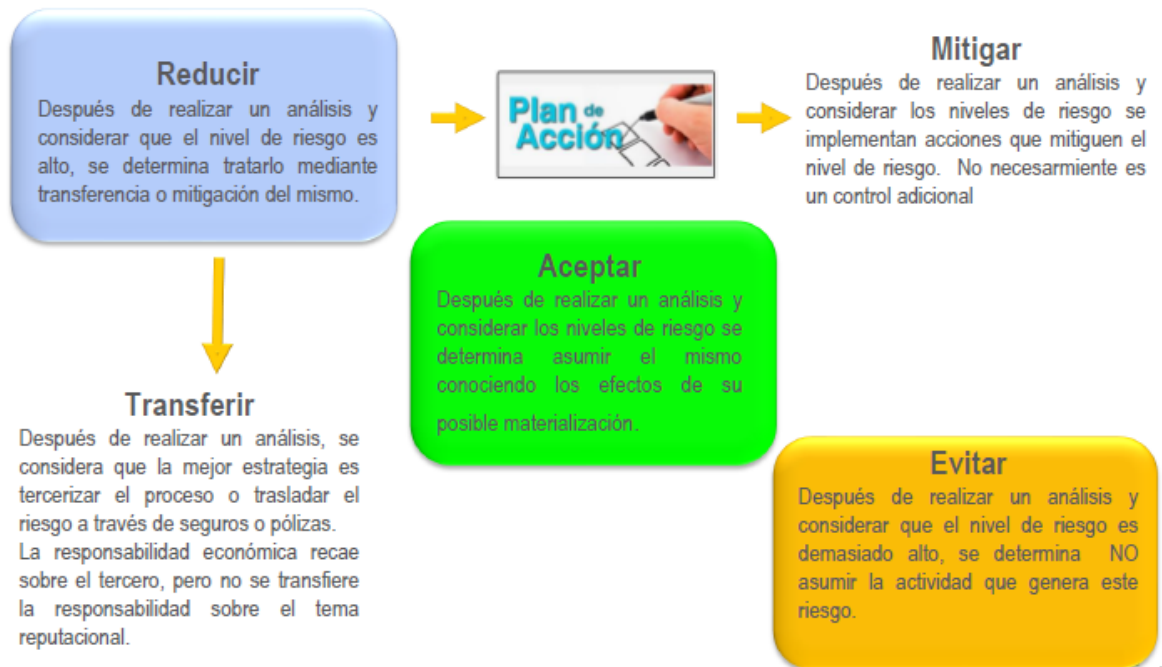 Reducir
Después de realizar un análisis y
considerar que el nivel de riesgo es
alto, se determina tratarlo mediante
transferencia o mitigación del mismo.
Plan de
Acción
Mitigar
Después de realizar un análisis y
considerar los niveles de riesgo se
implementan acciones que mitiguen el
nivel de riesgo. No necesarmiente es
un control adicional
Aceptar
Después de realizar un análisis y
considerar los niveles de riesgo se
determina asumir el mismo
conociendo los efectos de su
posible materialización.
Transferir
Después de realizar un análisis, se
considera que la mejor estrategia es
tercerizar el proceso o trasladar el
riesgo a través de seguros o pólizas.
La responsabilidad económica recae
sobre el tercero, pero no se transfiere
la responsabilidad sobre el tema
reputacional.
Evitar
Después de realizar un análisis y
considerar que el nivel de riesgo es
demasiado alto, se determina NO
asumir la actividad que genera este
riesgo.